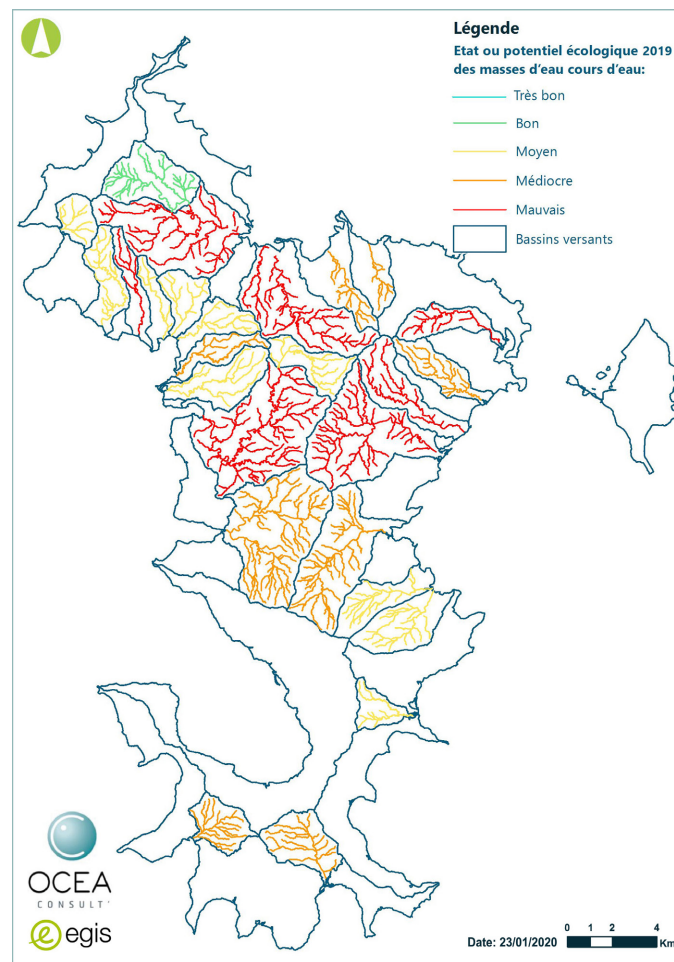 Légende
Etat ou potentiel écologique 2019
des masses d'eau cours d'eau:
Très bon
Bon
Moyen
Médiocre
Mauvais
Bassins versants
OCEA
CONSULT'
egis
Date: 23/01/2020
0 1 2 4
Km